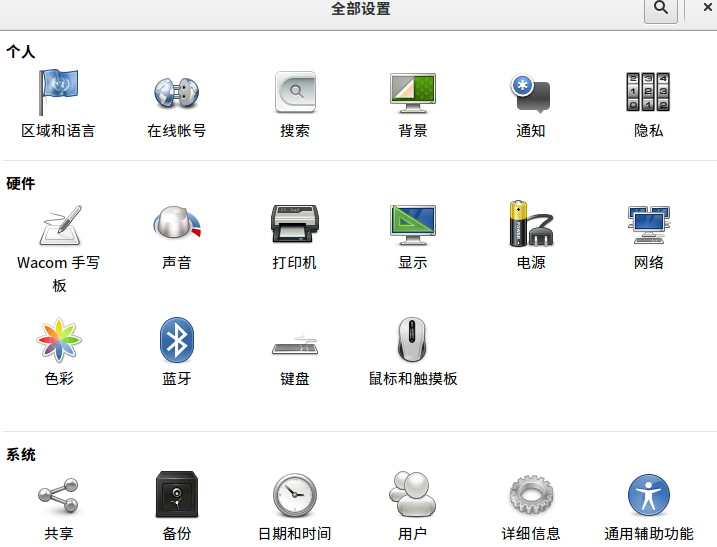 全部设置
个人
区域和语言
在线帐号
搜索
背景
通知
隐私
硬件
Wacom 手写
板
声音
打印机
显示
电源
网络
色彩
蓝牙
键盘
鼠标和触摸板
系统
共享
备份
日期和时间
用户
详细信息
通用辅助功能